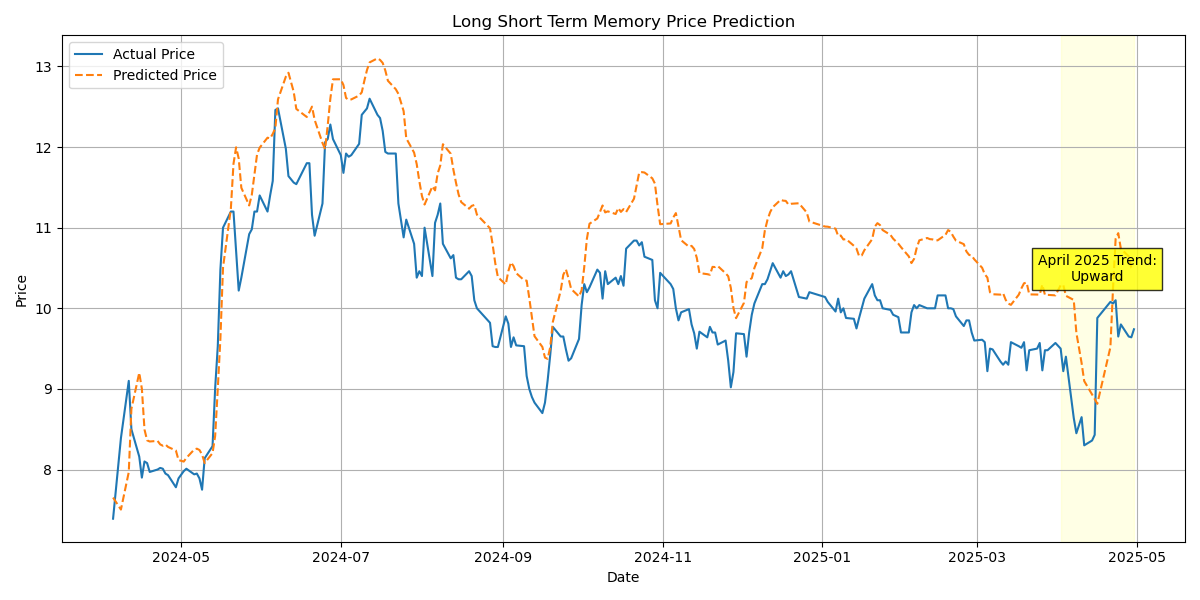 Long Short Term Memory Price Prediction
Actual Price
Predicted Price
13
12
11
10
9
8
Price
April 2025 Trend:
Upward
2024-05
2024-07
2024-09
2024-11
2025-01
2025-03
2025-05
Date